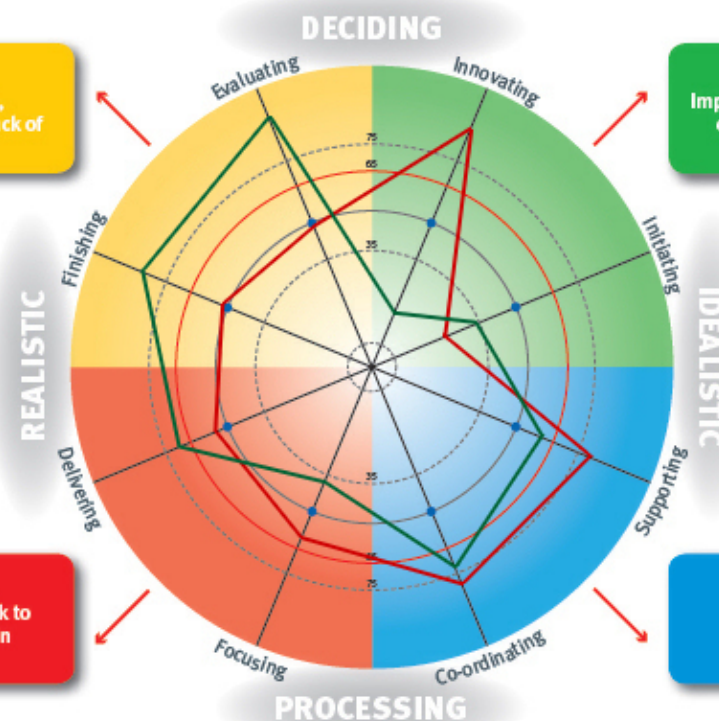 DECIDING
Evaluating
Innovating
ck of
Imp
75
65
35
Finishing
Initiating
REALISTIC
IDEALISTIC
Delivering
Supporting
35
75
k to
n
Focusing
Co-ordinating
PROCESSING